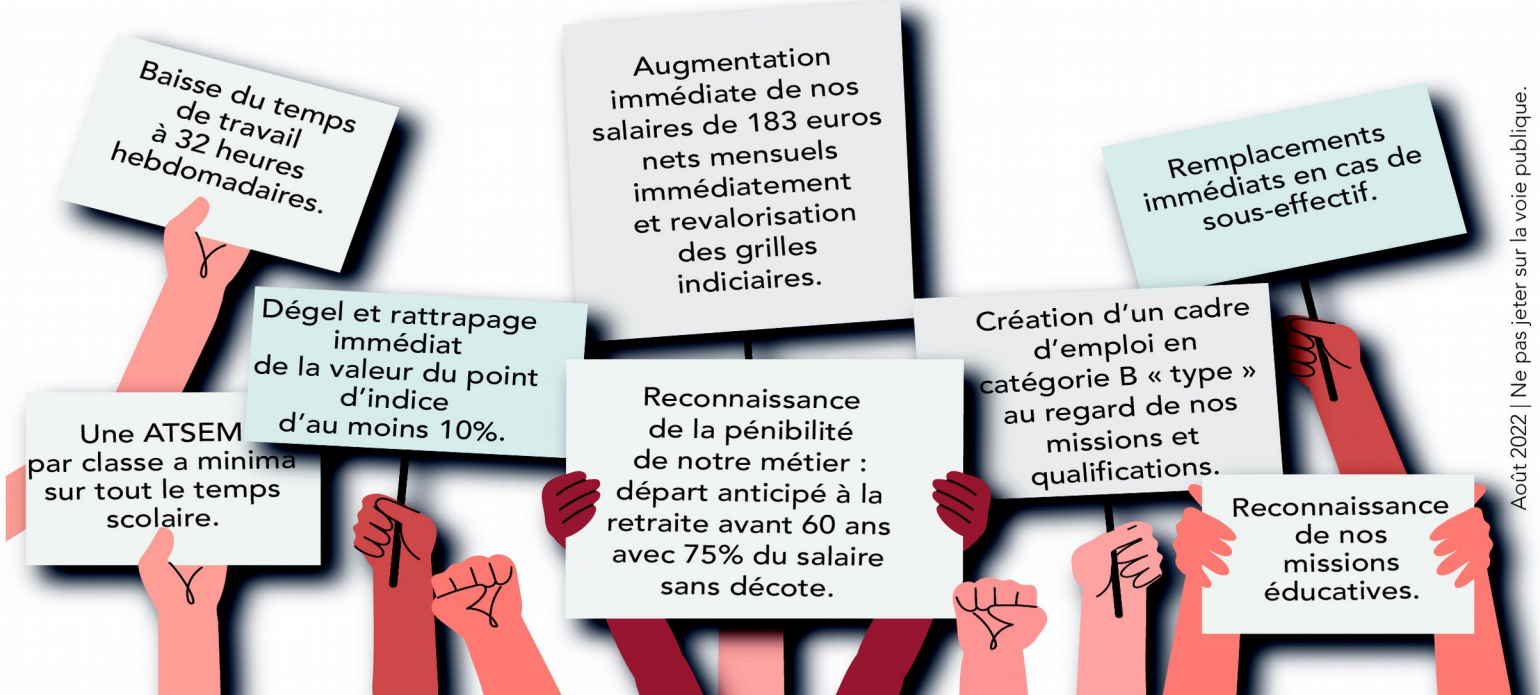 Baisse du temps
de travail
à 32 heures
hebdomadaires.
Augmentation
immédiate de nos
salaires de 183 euros
nets mensuels
immédiatement
et revalorisation
des grilles
indiciaires.
Remplacements
immédiats en cas de
sous-effectif.
Dégel et rattrapage
immédiat
de la valeur du point
d'indice
d'au moins 10%.
Création d'un cadre
d'emploi en
catégorie B « type »
au regard de nos
missions et
qualifications.
Une ATSEM
par classe a minima
sur tout le temps
scolaire.
Reconnaissance
de la pénibilité
de notre métier :
départ anticipé à la
retraite avant 60 ans
avec 75% du salaire
sans décote.
Reconnaissance
de nos
missions
éducatives.
Août 2022 | Ne pas jeter sur la voie publique.